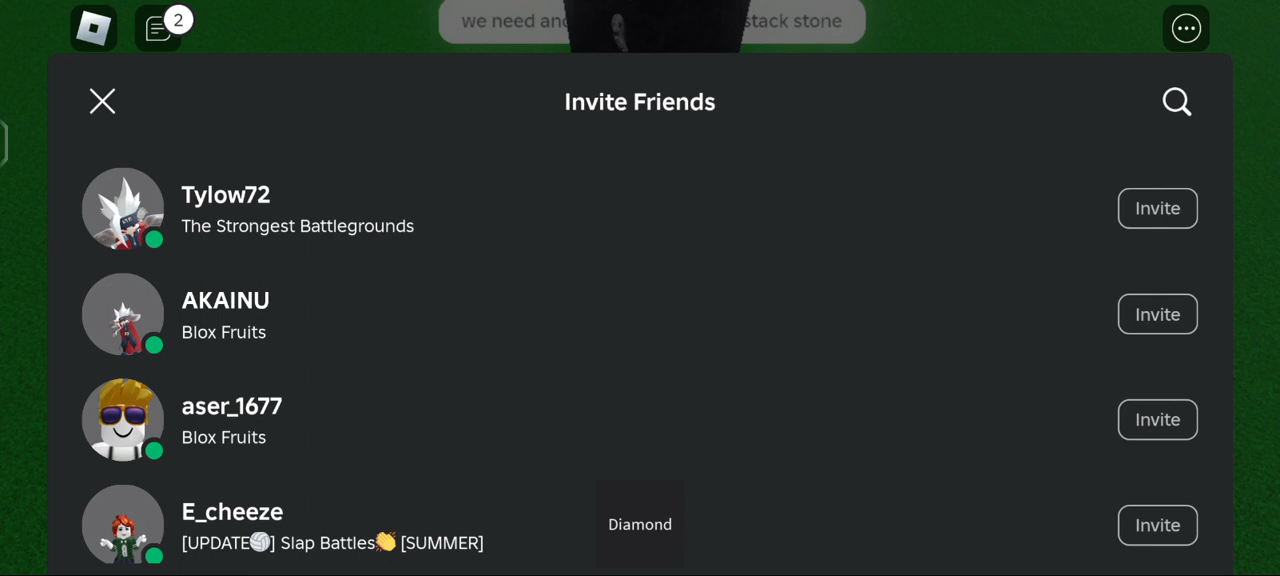 2
we need and stack stone
Invite Friends
Tylow72
The Strongest Battlegrounds
Invite
AKAINU
Blox Fruits
Invite
aser_1677
Blox Fruits
Invite
E_cheeze
[UPDATE🏐] Slap Battles👏 [SUMMER]
Invite
Diamond